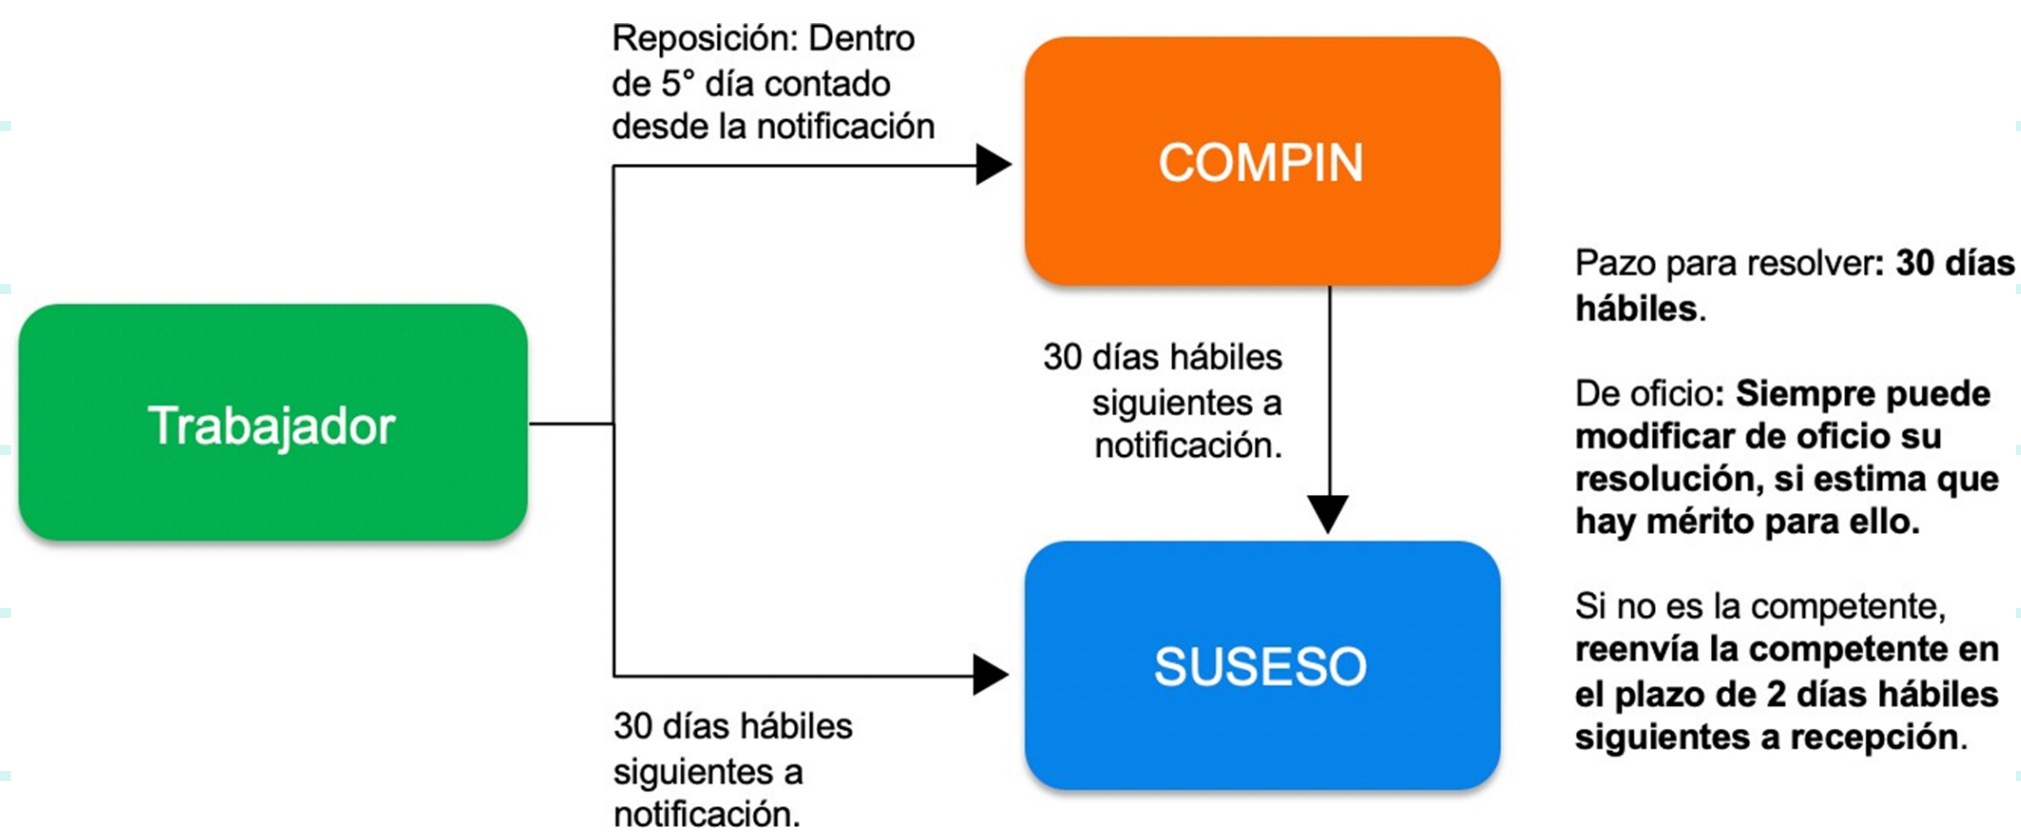 Reposición: Dentro
de 5° día contado
desde la notificación
COMPIN
Trabajador
30 días hábiles
siguientes a
notificación.
SUSESO
30 días hábiles
siguientes a
notificación.
Pazo para resolver: 30 días
hábiles.
De oficio: Siempre puede
modificar de oficio su
resolución, si estima que
hay mérito para ello.
Si no es la competente,
reenvía la competente en
el plazo de 2 días hábiles
siguientes a recepción.